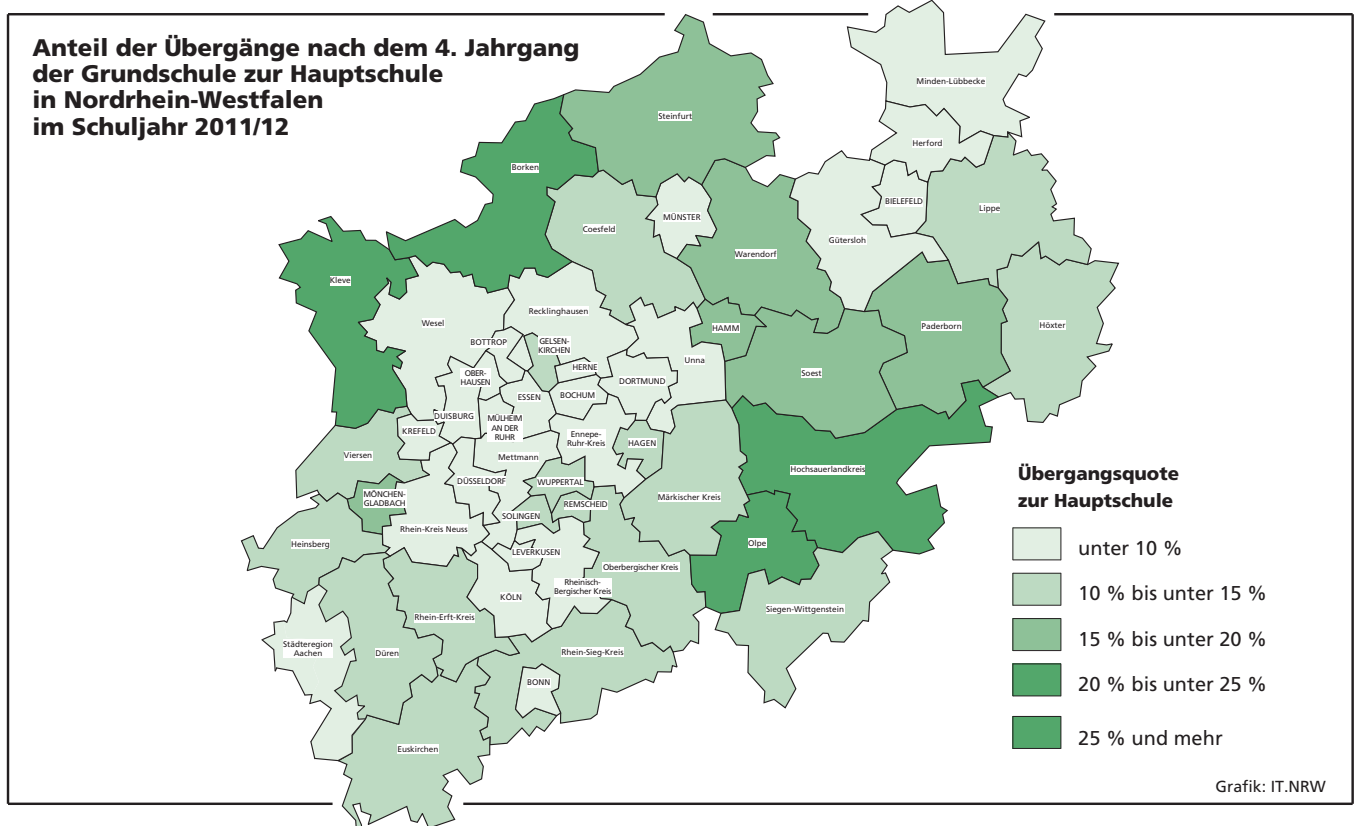 Anteil der Übergänge nach dem 4. Jahrgang
der Grundschule zur Hauptschule
in Nordrhein-Westfalen
im Schuljahr 2011/12
Minden-Lübbecke
Steinfurt
Herford
Borken
BIELEFELD
Lippe
MÜNSTER
Coesfeld
Gütersloh
Warendorf
Kleve
Recklinghausen
Wesel
HAMM
Paderborn
Höxter
BOTTROP
GELSEN-
KIRCHEN
Unna
HERNE
Soest
OBER-
HAUSEN
DORTMUND
ESSEN
BOCHUM
DUISBURG
MÜLHEIM
AN DER
RUHR
KREFELD
Ennepe-
Ruhr-Kreis
HAGEN
Viersen
Mettmann
Hochsauerlandkreis
DÜSSELDORF
WUPPERTAL
MÖNCHEN-
GLADBACH
Märkischer Kreis
REMSCHEID
SOLINGEN
Rhein-Kreis Neuss
Heinsberg
Olpe
LEVERKUSEN
Oberbergischer Kreis
Rheinisch-
Bergischer Kreis
KÖLN
Siegen-Wittgenstein
Rhein-Erft-Kreis
Städteregion
Aachen
Düren
Rhein-Sieg-Kreis
BONN
Euskirchen
Übergangsquote
zur Hauptschule
unter 10 %
10 % bis unter 15 %
15 % bis unter 20 %
20 % bis unter 25 %
25 % und mehr
Grafik: IT.NRW